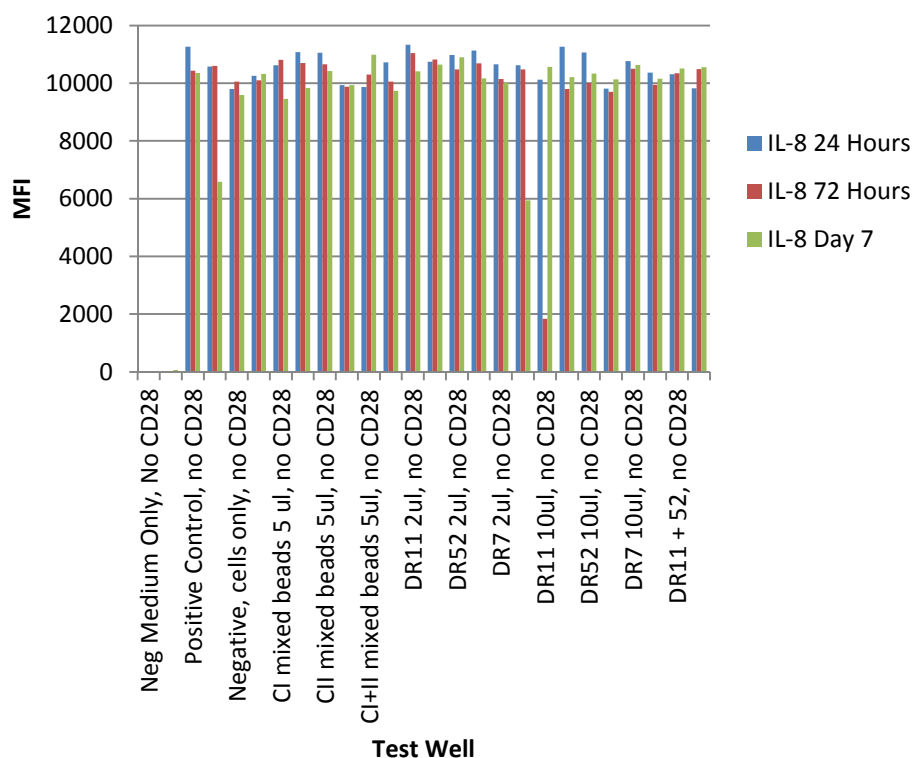 12000
10000
8000
6000
4000
2000
0
MFI
IL-8 24 Hours
IL-8 72 Hours
IL-8 Day 7
Neg Medium Only, No CD28
Positive Control, no CD28
Negative, cells only, no CD28
CI mixed beads 5 ul, no CD28
CII mixed beads 5ul, no CD28
CI+II mixed beads 5ul, no CD28
DR11 2ul, no CD28
DR52 2ul, no CD28
DR7 2ul, no CD28
DR11 10ul, no CD28
DR52 10ul, no CD28
DR7 10ul, no CD28
DR11 + 52, no CD28
Test Well